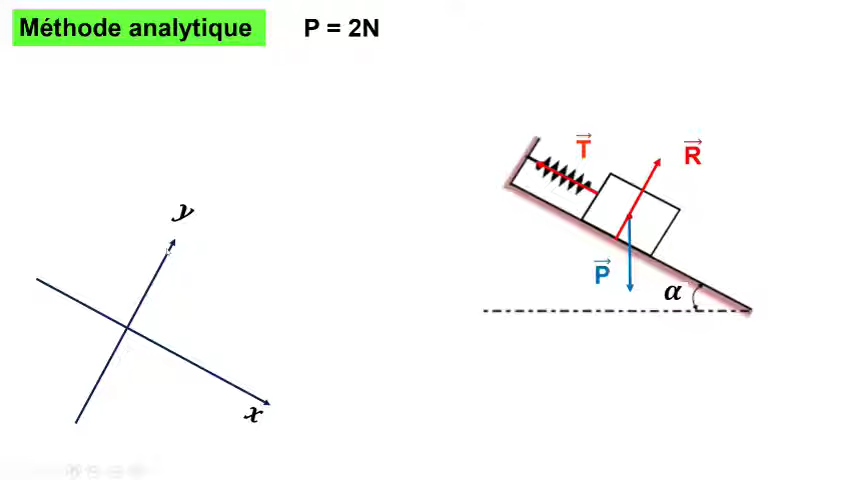 Méthode analytique P = 2N
T
R
y
P
α
x